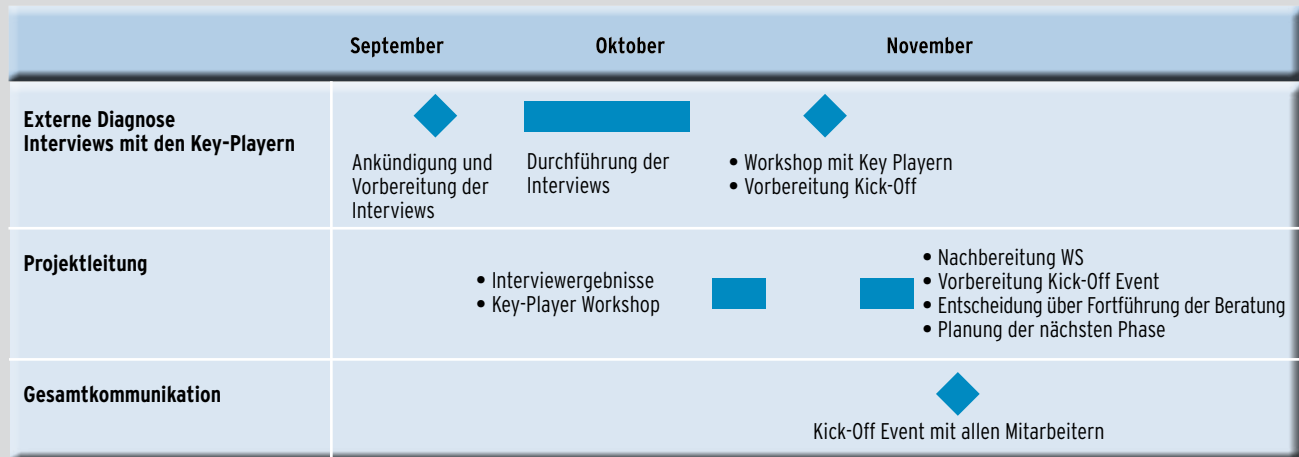 September Oktober November
Externe Diagnose
Interviews mit den Key-Playern
Ankündigung und
Vorbereitung der
Interviews
Durchführung der
Interviews
• Workshop mit Key Playern
• Vorbereitung Kick-Off
Projektleitung
• Interviewergebnisse
• Key-Player Workshop
• Nachbereitung WS
• Vorbereitung Kick-Off Event
• Entscheidung über Fortführung der Beratung
• Planung der nächsten Phase
Gesamtkommunikation
Kick-Off Event mit allen Mitarbeitern